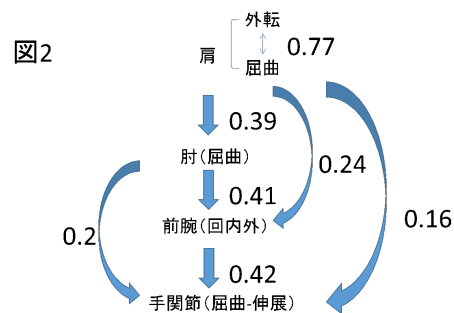 図2
外転
肩
0.77
屈曲
0.39
肘(屈曲)
0.24
0.41
0.16
前腕(回内外)
0.2
0.42
手関節(屈曲-伸展)